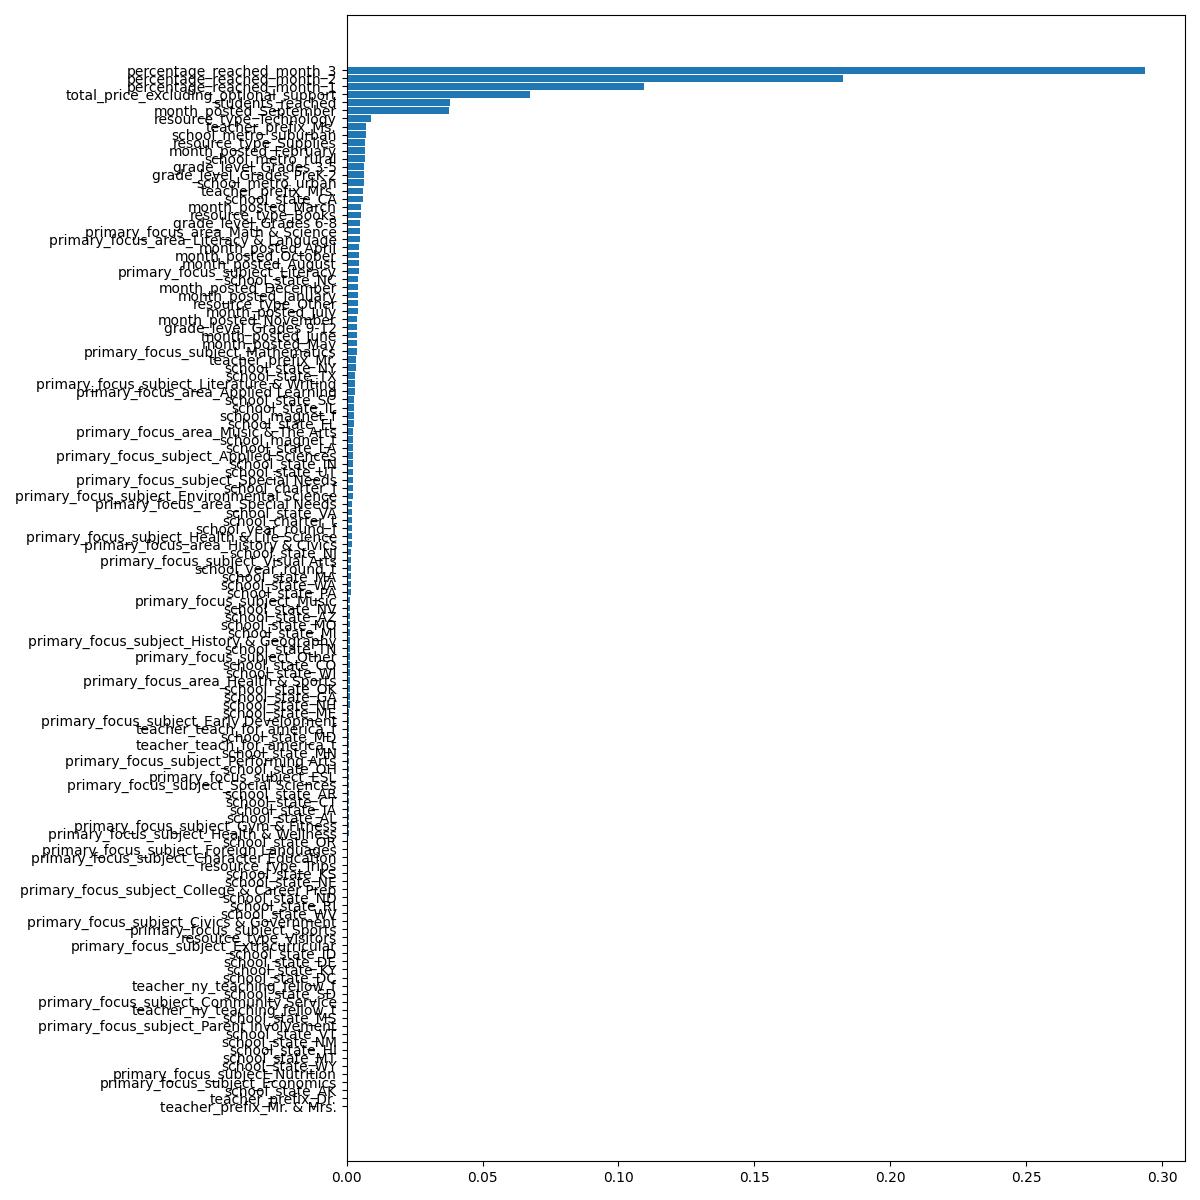 percentage_reached_month_3
percentage_reached_month_2
percentage_reached_month_1
total_price_excluding_optional_support
students_reached
month_posted_September
resource_type_Technology
teacher_prefix_Ms.
school_metro_suburban
resource_type_Supplies
month_posted_February
school_metro_rural
grade_level_Grades 3-5
grade_level_Grades PreK-2
school_metro_urban
teacher_prefix_Mrs.
school_state_CA
month_posted_March
resource_type_Books
grade_level_Grades 6-8
primary_focus_area_Math & Science
primary_focus_area_Literacy & Language
month_posted_April
month_posted_October
month_posted_August
primary_focus_subject_Literacy
school_state_NC
month_posted_December
month_posted_January
resource_type_Other
month_posted_July
month_posted_November
grade_level_Grades 9-12
month_posted_June
month_posted_May
primary_focus_subject_Mathematics
teacher_prefix_Mr.
school_state_NY
school_state_TX
primary_focus_subject_Literature & Writing
primary_focus_area_Applied Learning
school_state_SC
school_state_IL
school_magnet_f
school_state_FL
primary_focus_area_Music & The Arts
school_magnet_t
school_state_LA
primary_focus_subject_Applied Sciences
school_state_IN
school_state_UT
primary_focus_subject_Special Needs
school_charter_f
primary_focus_subject_Environmental Science
primary_focus_area_Special Needs
school_state_VA
school_charter_t
school_year_round_f
primary_focus_subject_Health & Life Science
primary_focus_area_History & Civics
school_state_NJ
primary_focus_subject_Visual Arts
school_year_round_t
school_state_MA
school_state_WA
school_state_PA
primary_focus_subject_Music
school_state_NV
school_state_AZ
school_state_MO
school_state_MI
primary_focus_subject_History & Geography
school_state_TN
primary_focus_subject_Other
school_state_CO
school_state_WI
primary_focus_area_Health & Sports
school_state_OK
school_state_GA
school_state_NH
school_state_ME
primary_focus_subject_Early Development
teacher_teach_for_america_f
school_state_MD
teacher_teach_for_america_t
school_state_MN
primary_focus_subject_Performing Arts
school_state_OH
primary_focus_subject_ESL
primary_focus_subject_Social Sciences
school_state_AR
school_state_CT
school_state_IA
school_state_AL
primary_focus_subject_Gym & Fitness
primary_focus_subject_Health & Wellness
school_state_OR
primary_focus_subject_Foreign Languages
primary_focus_subject_Character Education
resource_type_Trips
school_state_KS
school_state_NE
primary_focus_subject_College & Career Prep
school_state_ND
school_state_RI
school_state_WV
primary_focus_subject_Civics & Government
primary_focus_subject_Sports
resource_type_Visitors
primary_focus_subject_Extracurricular
school_state_ID
school_state_DE
school_state_KY
school_state_DC
teacher_ny_teaching_fellow_f
school_state_SD
primary_focus_subject_Community Service
teacher_ny_teaching_fellow_t
school_state_MS
primary_focus_subject_Parent Involvement
school_state_VT
school_state_NM
school_state_HI
school_state_MT
school_state_WY
primary_focus_subject_Nutrition
primary_focus_subject_Economics
school_state_AK
teacher_prefix_Dr.
teacher_prefix_Mr. & Mrs.
0.00 0.05 0.10 0.15 0.20 0.25 0.30